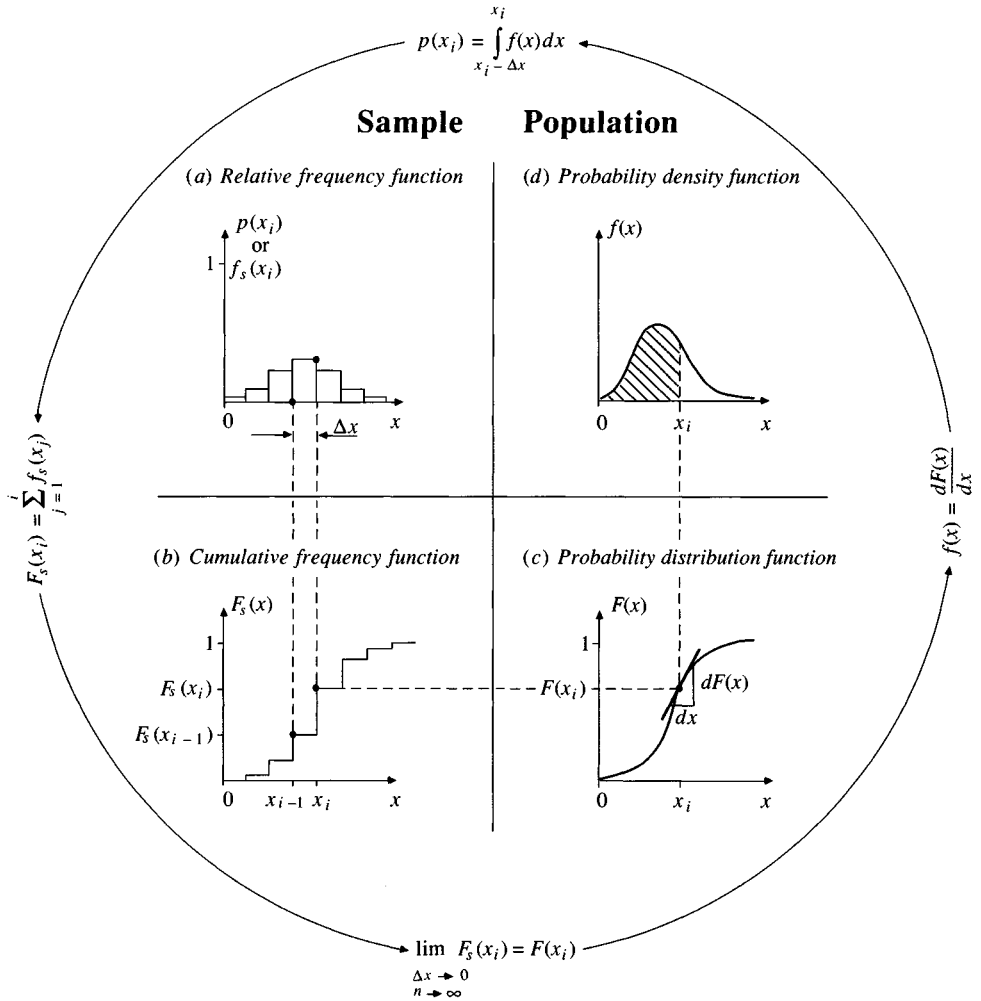 p(x_i) = ∫_{x_i − Δx}^{x_i} f(x)dx
Sample Population
(a) Relative frequency function
p(x_i)
or
f_s(x_i)
1
0
x
Δx
(d) Probability density function
f(x)
0
x_i
x
F_s(x_i) = Σ_{j = 1}^{i} f_s(x_j)
f(x) = dF(x)/dx
(b) Cumulative frequency function
F_s(x)
1
F_s(x_i)
F_s(x_{i − 1})
0
x_{i−1}
x_i
x
(c) Probability distribution function
F(x)
1
F(x_i)
dF(x)
dx
0
x_i
x
lim F_s(x_i) = F(x_i)
Δx → 0
n → ∞